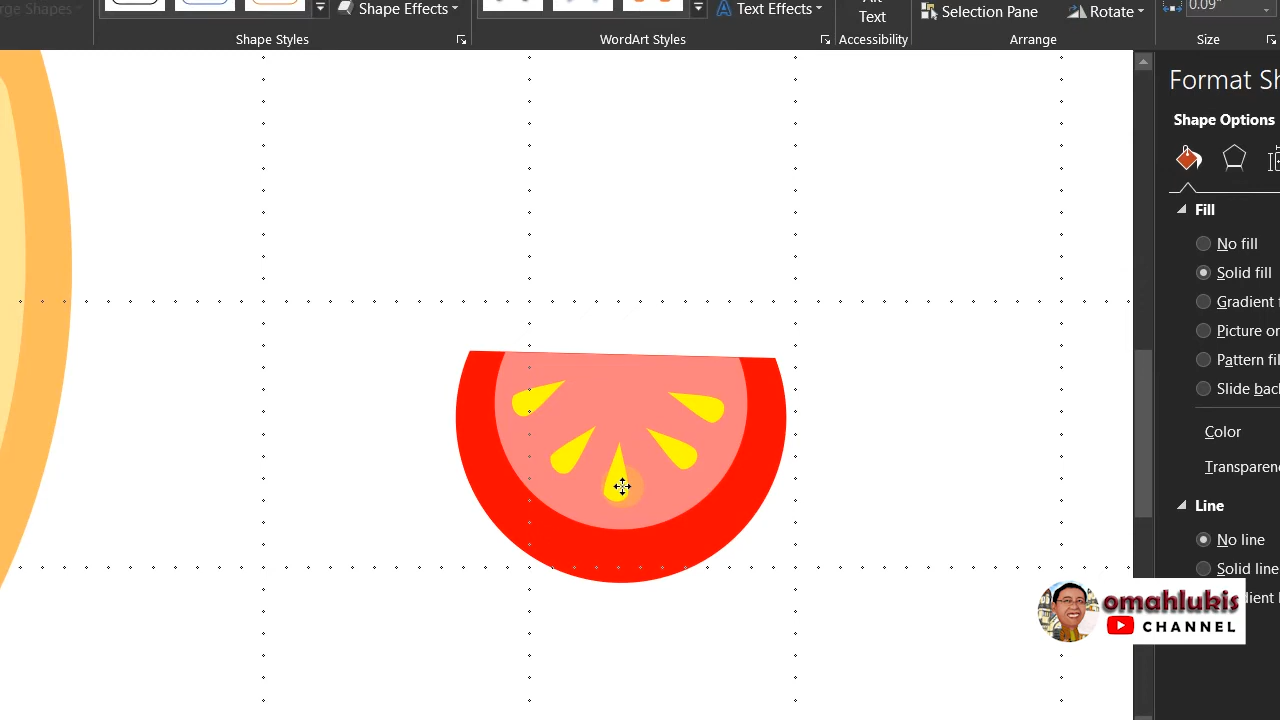 Shape Effects
Text Effects
Alt
Text
Selection Pane
Rotate
0.09"
Shape Styles
WordArt Styles
Accessibility
Arrange
Size
Format Sh
Shape Options
Fill
No fill
Solid fill
Gradient f
Picture or
Pattern fil
Slide back
Color
Transparenc
Line
No line
Solid line
omahlukis
CHANNEL